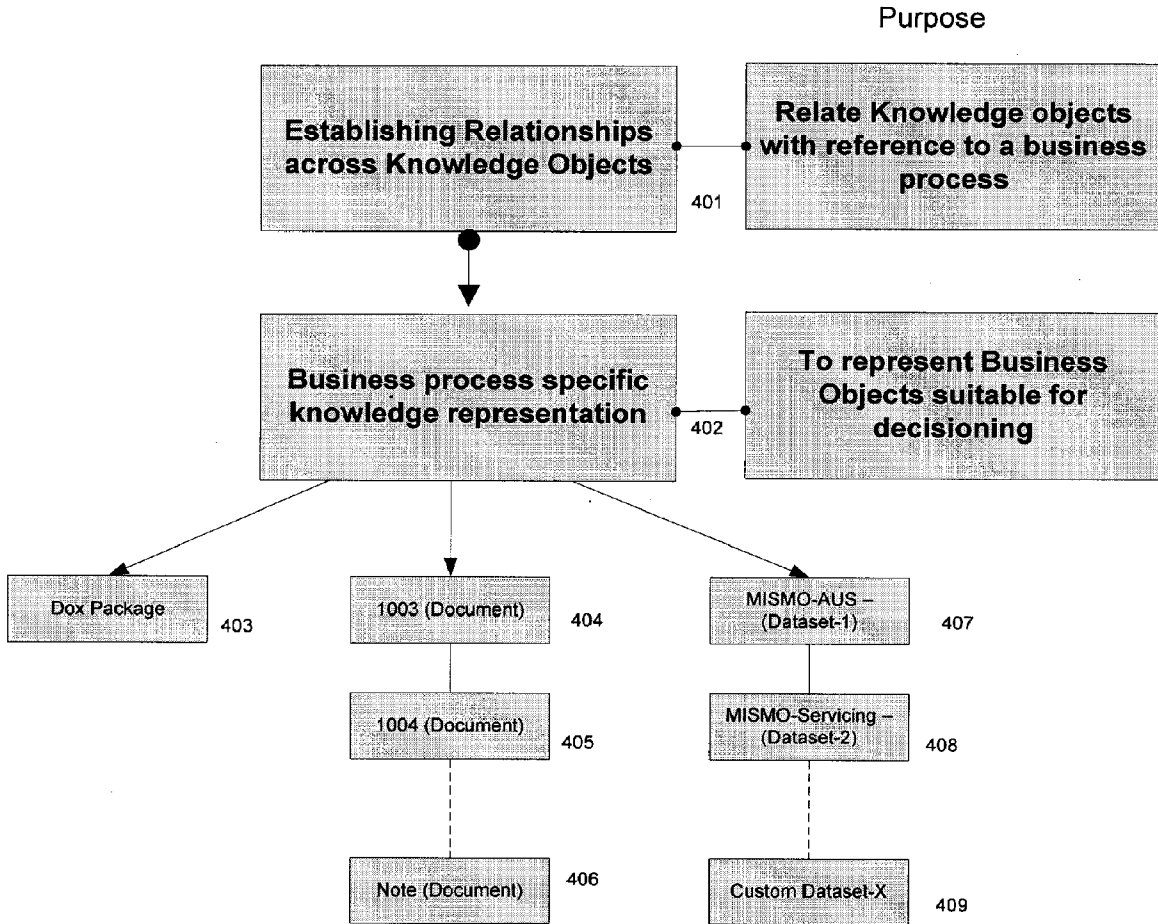 Purpose
Establishing Relationships
across Knowledge Objects
Relate Knowledge objects
with reference to a business
process
401
Business process specific
knowledge representation
To represent Business
Objects suitable for
decisioning
402
Dox Package
403
1003 (Document)
404
MISMO-AUS –
(Dataset-1)
407
1004 (Document)
405
MISMO-Servicing –
(Dataset-2)
408
Note (Document)
406
Custom Dataset-X
409